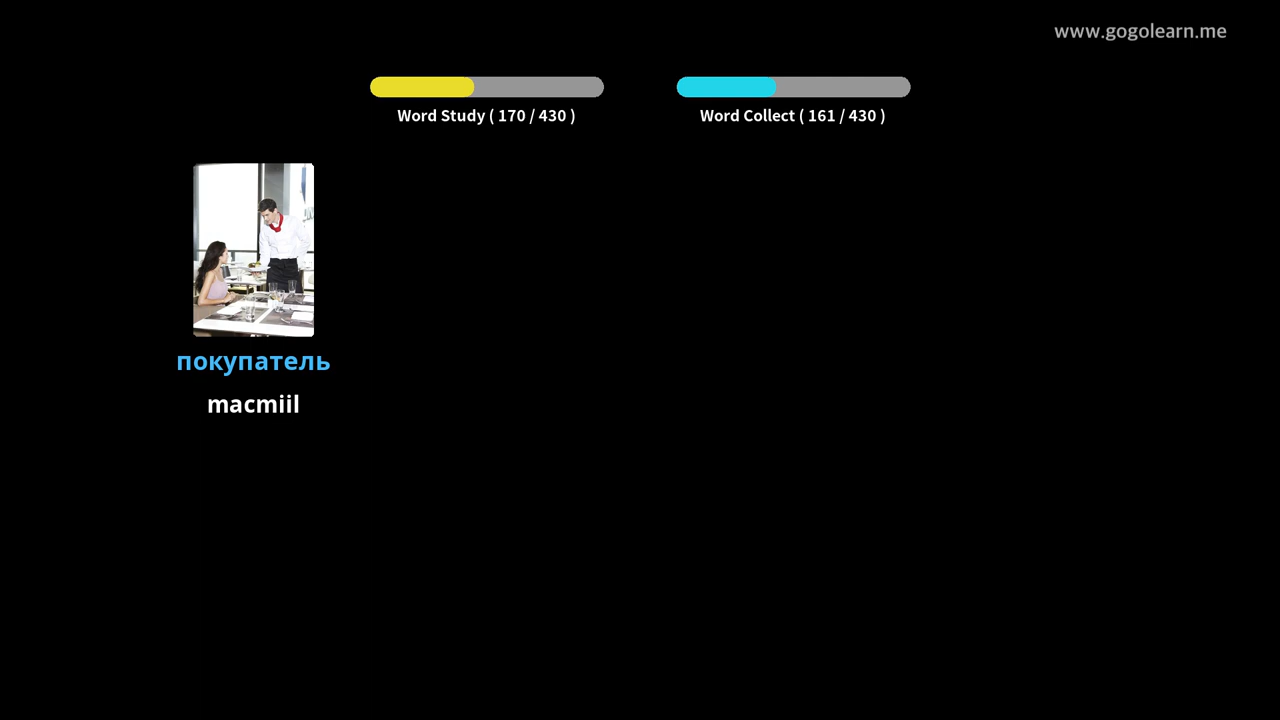 www.gogolearn.me
Word Study ( 170 / 430 )
Word Collect ( 161 / 430 )
покупатель
macmiil